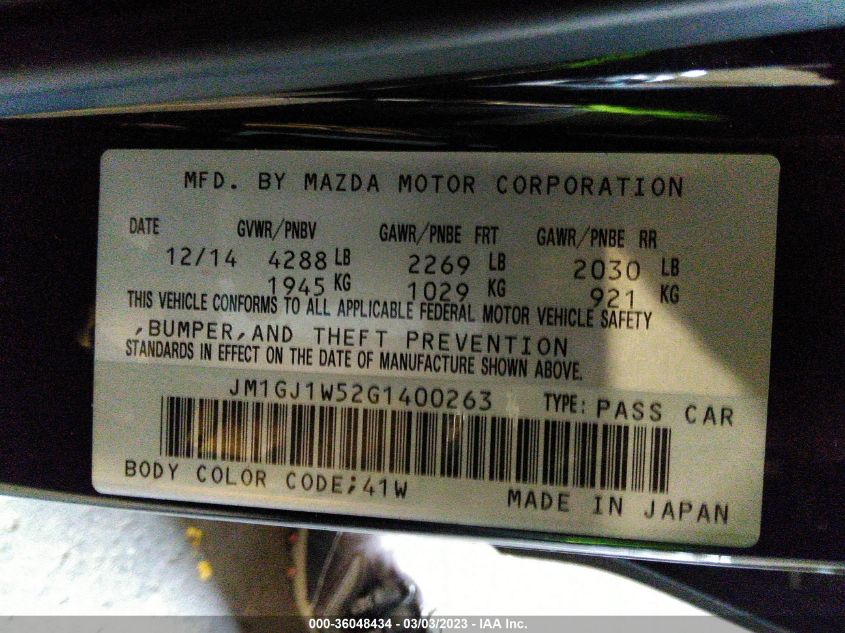 MFD. BY MAZDA MOTOR CORPORATION
DATE GVWR/PNBV GAWR/PNBE FRT GAWR/PNBE RR
12/14 4288 LB 2269 LB 2030 LB
1945 KG 1029 KG 921 KG
THIS VEHICLE CONFORMS TO ALL APPLICABLE FEDERAL MOTOR VEHICLE SAFETY
,BUMPER,AND THEFT PREVENTION
STANDARDS IN EFFECT ON THE DATE OF MANUFACTURE SHOWN ABOVE.
JM1GJ1W52G1400263 TYPE: PASS CAR
BODY COLOR CODE;41W MADE IN JAPAN
000-36048434 - 03/03/2023 - IAA Inc.